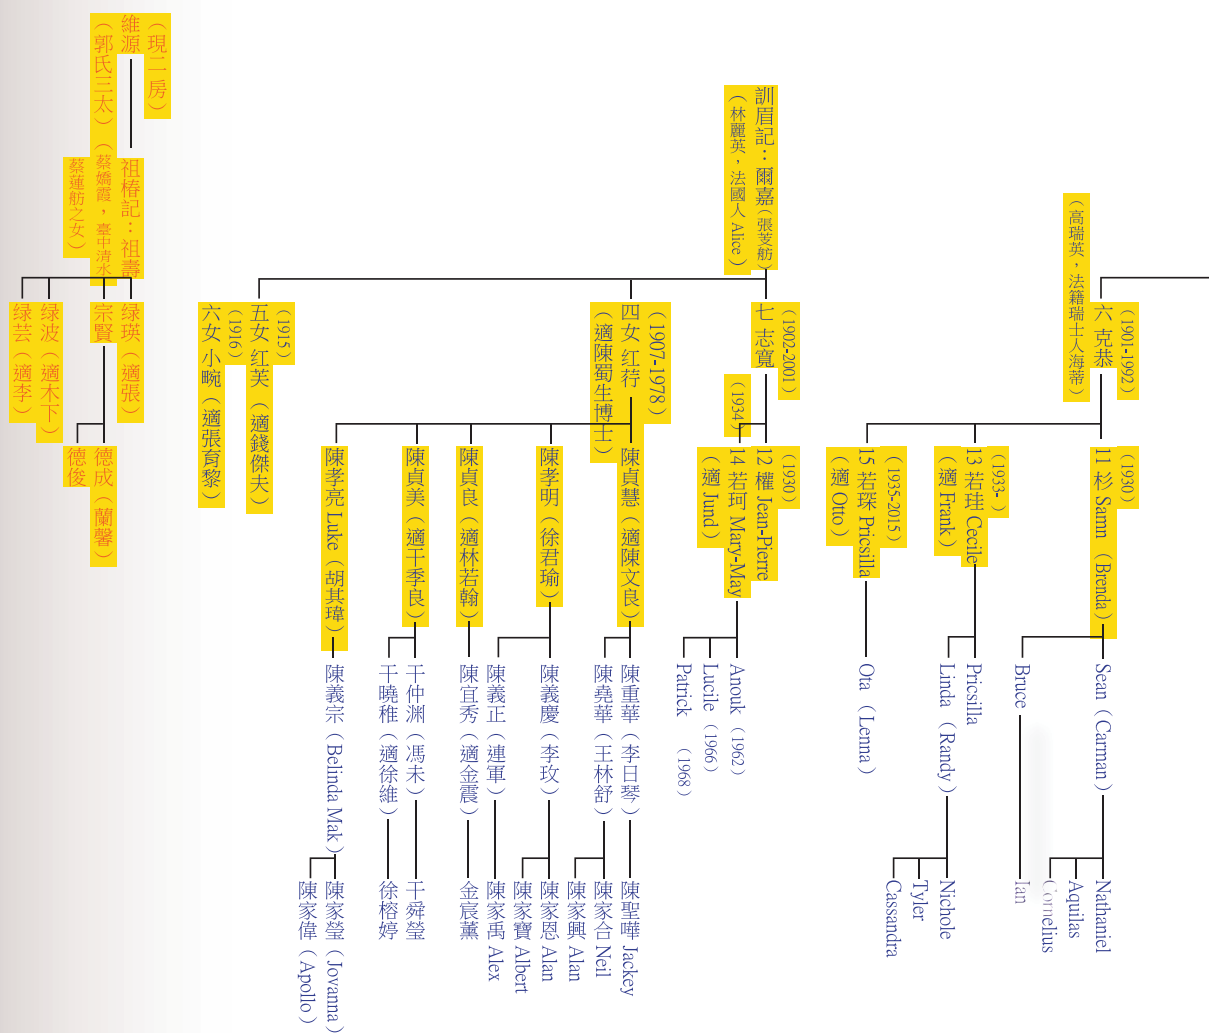 （高瑞英，法籍瑞士人海蒂）
（1901-1992）
六 克恭
（1930）
11 杉 Samn （Brenda）
（1933- ）
13 若珪 Cecile
（適 Frank）
（1935-2015）
15 若琛 Pricsilla
（適 Otto）
Sean（Carman）
Bruce
Pricsilla
Linda （Randy）
Ota （Lenna）
Nathaniel
Aquilas
Cornelius
Ian
Nichole
Tyler
Cassandra
訓眉記：爾嘉（張芰舫）
（林麗英，法國人 Alice）
（1902-2001）
七 志寬
（1930）
12 權 Jean-Pierre
（1934）
14 若珂 Mary-May
（適 Jund）
Anouk （1962）
Lucile （1966）
Patrick （1968）
（1907-1978）
四女 红荇
（適陳蜀生博士）
陳貞慧（適陳文良）
陳孝明（徐君瑜）
陳貞良（適林若翰）
陳貞美（適干季良）
陳孝亮 Luke（胡其瑋）
陳重華（李日琴）
陳堯華（王林舒）
陳義慶（李玫）
陳義正（連軍）
陳宜秀（適金震）
干仲渊（馮未）
干曉稚（適徐維）
陳義宗（Belinda Mak）
陳聖嘩 Jackey
陳家合 Neil
陳家興 Alan
陳家恩 Alan
陳家寶 Albert
陳家禹 Alex
金宸薰
干舜瑩
徐榕婷
陳家瑩（Jovanna）
陳家偉（Apollo）
（1915）
五女 红芙 （適錢傑夫）
（1916）
六女 小畹（適張育黎）
（現二房）
維源
（郭氏三太）
祖椿記：祖壽
（蔡嬌霞，臺中清水
蔡蓮舫之女）
绿瑛（適張）
宗賢
绿波（適木下）
绿芸（適李）
德成（蘭馨）
德俊